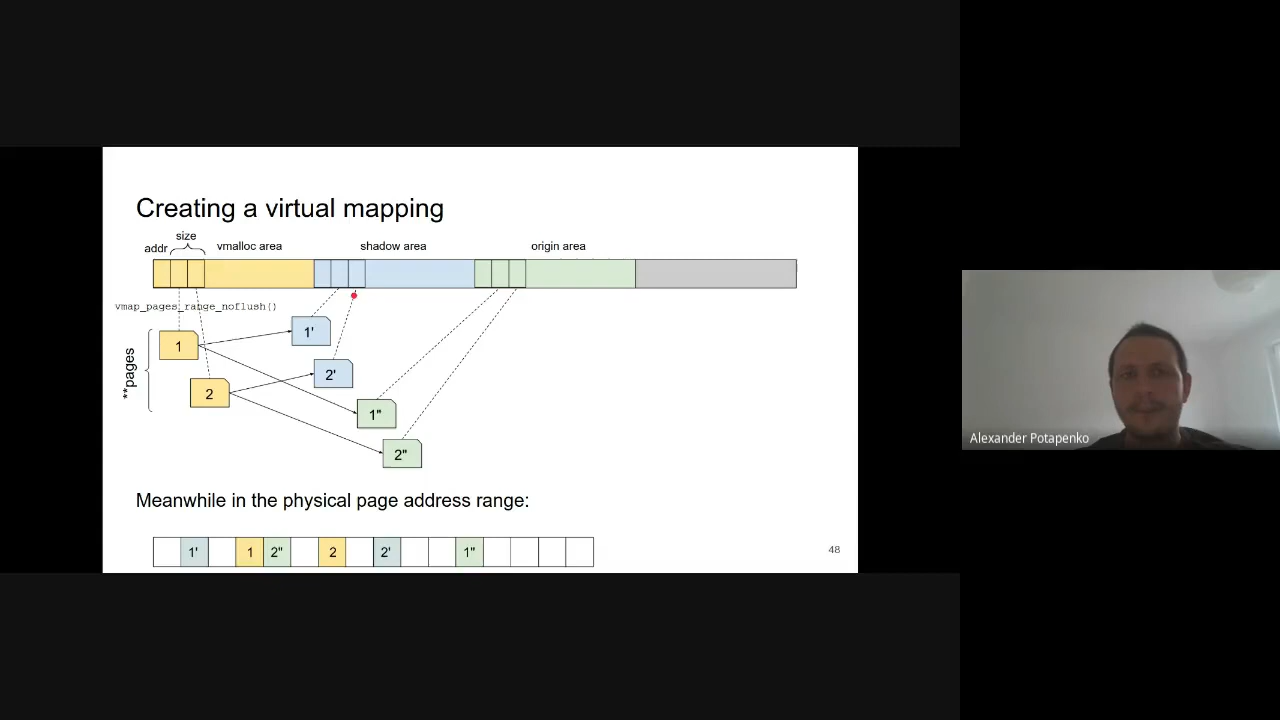 Creating a virtual mapping
size
addr
vmalloc area
shadow area
origin area
vmap_pages_range_noflush()
**pages
1
1'
2'
2
1"
2"
Meanwhile in the physical page address range:
1'
1
2"
2
2'
1"
48
Alexander Potapenko